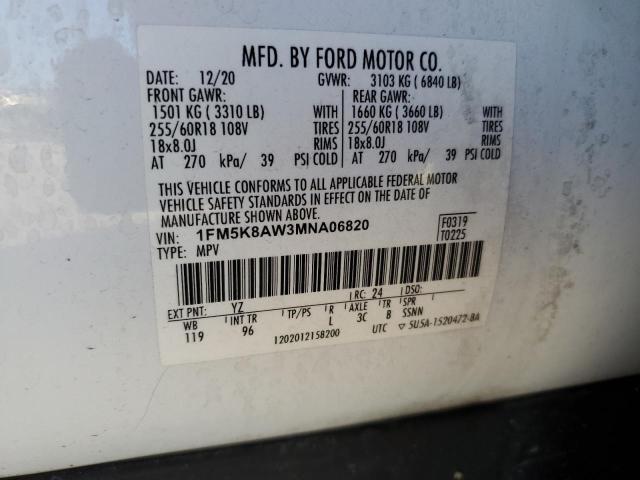 MFD. BY FORD MOTOR CO.
DATE: 12/20 GVWR: 3103 KG ( 6840 LB)
FRONT GAWR: REAR GAWR:
1501 KG ( 3310 LB) WITH 1660 KG ( 3660 LB) WITH
255/60R18 108V TIRES 255/60R18 108V TIRES
18x8.0J RIMS 18x8.0J RIMS
AT 270 kPa/ 39 PSI COLD AT 270 kPa/ 39 PSI COLD
THIS VEHICLE CONFORMS TO ALL APPLICABLE FEDERAL MOTOR
VEHICLE SAFETY STANDARDS IN EFFECT ON THE DATE OF
MANUFACTURE SHOWN ABOVE.
VIN: 1FM5K8AW3MNA06820 F0319
TYPE: MPV T0225
EXT PNT: YZ RC: 24 DSO:
WB INT TR TP/PS R AXLE TR SPR
119 96 L 3C B SSNN
1202012158200 UTC ▽ 5U5A-1520472-BA